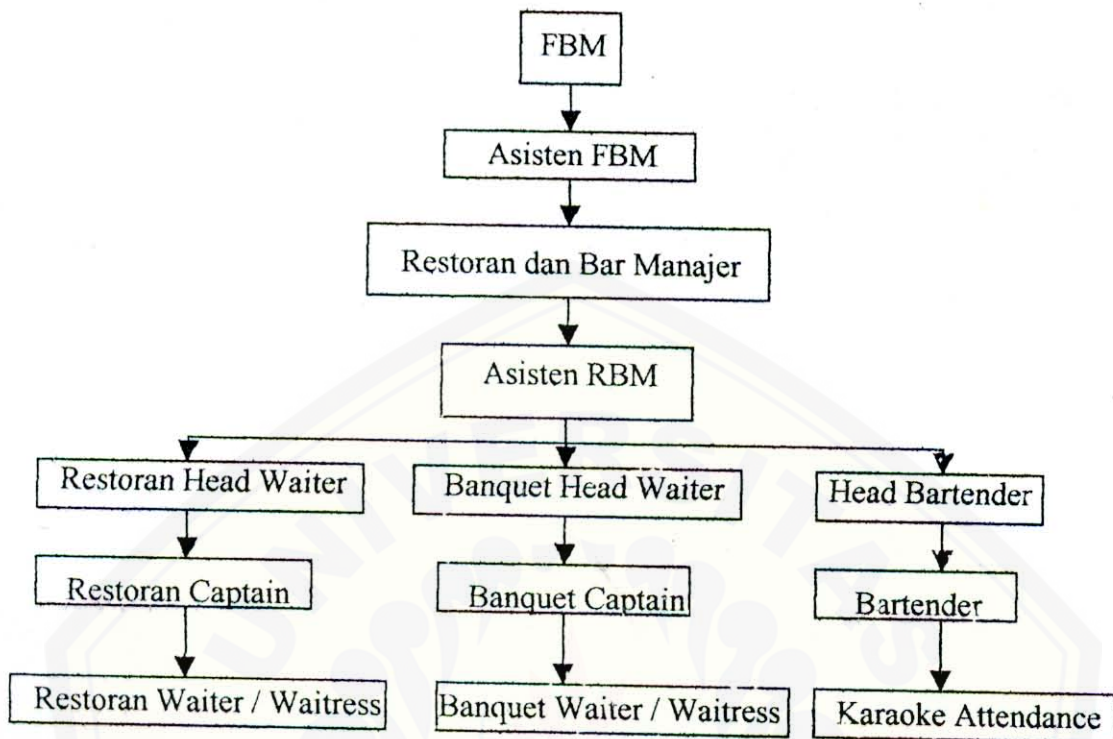 FBM
Asisten FBM
Restoran dan Bar Manajer
Asisten RBM
Restoran Head Waiter
Banquet Head Waiter
Head Bartender
Restoran Captain
Banquet Captain
Bartender
Restoran Waiter / Waitress
Banquet Waiter / Waitress
Karaoke Attendance
UNIVERSITAS